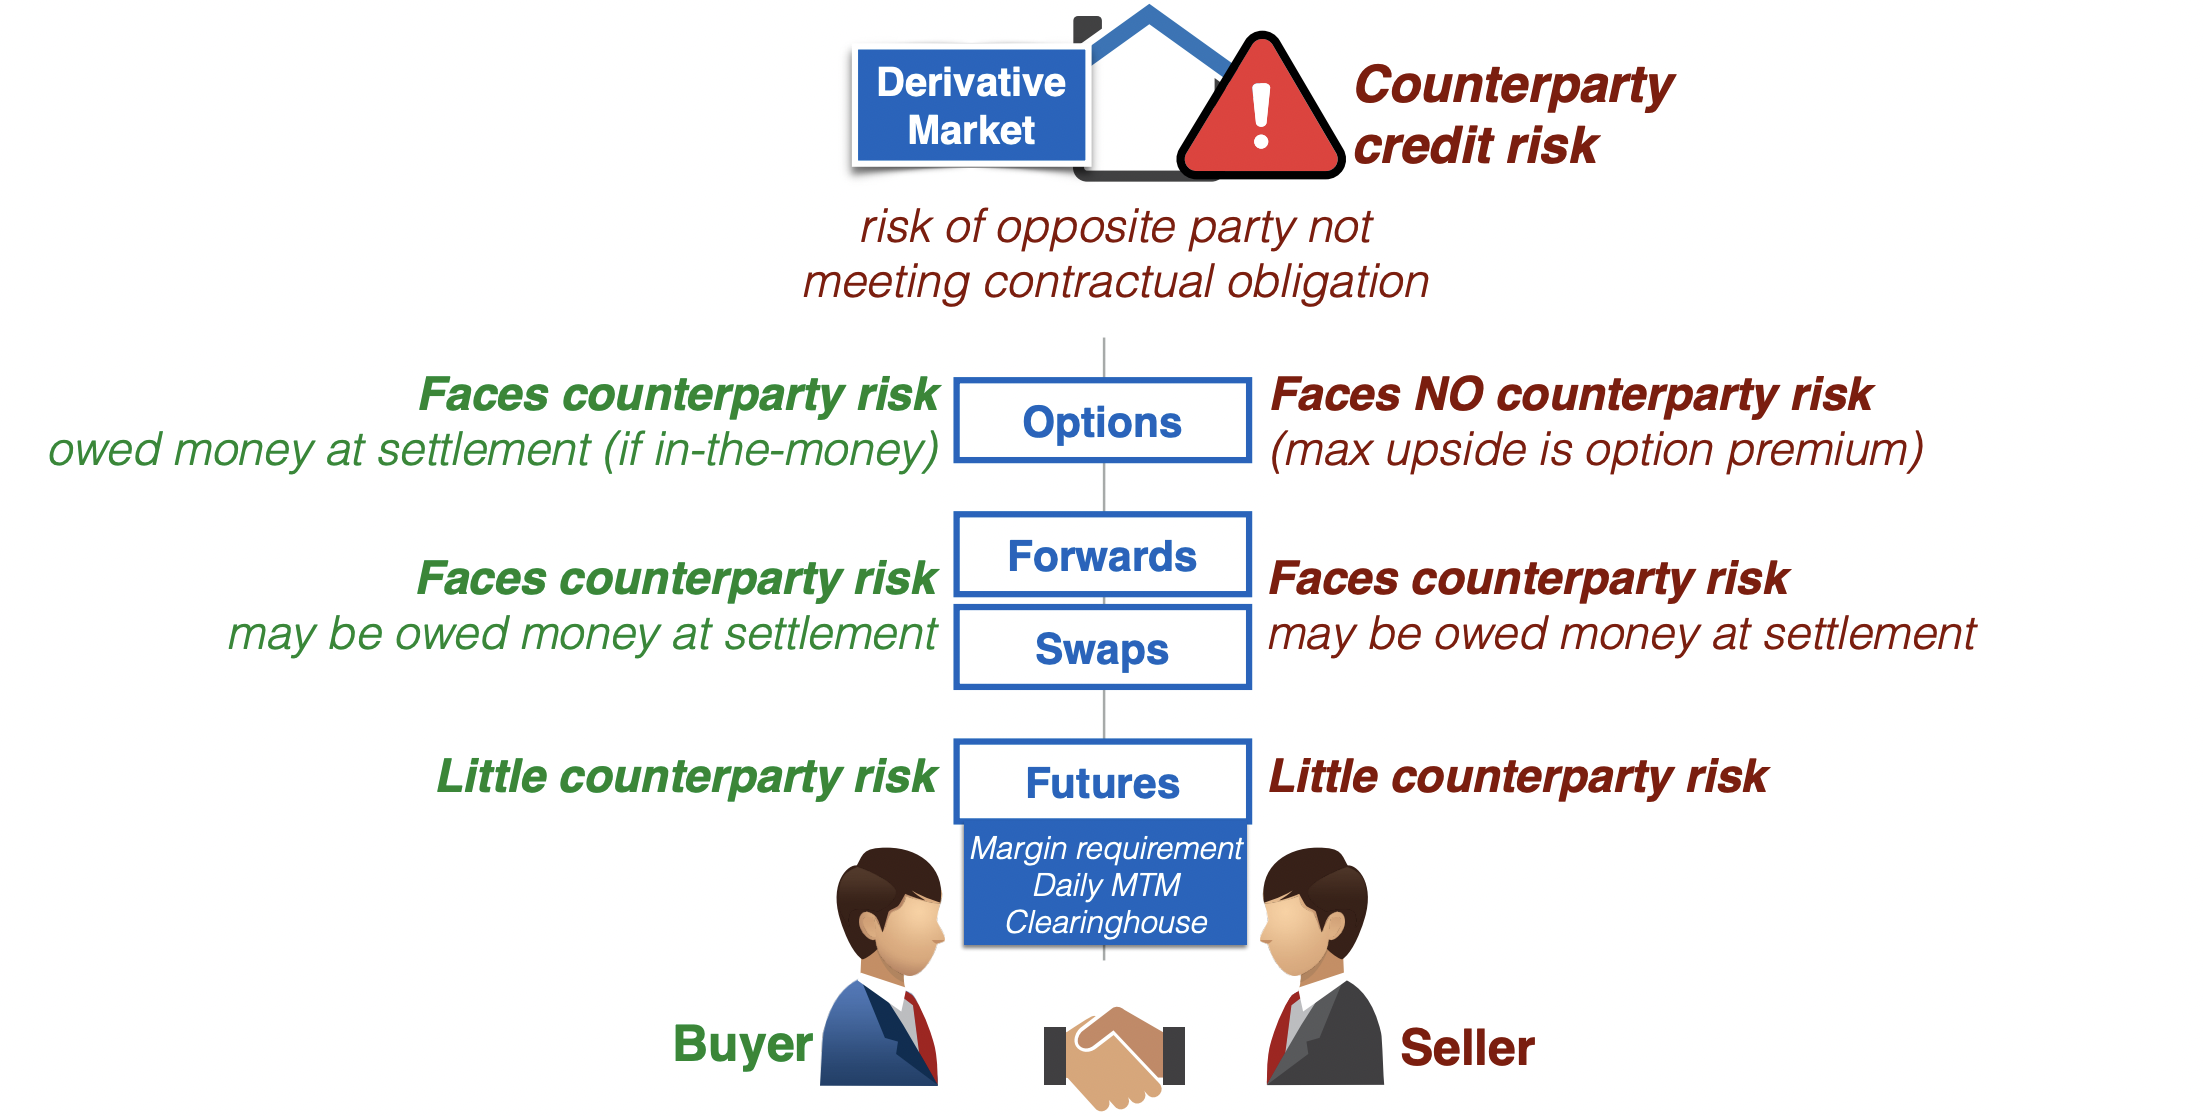 Derivative
Market
Counterparty
credit risk
risk of opposite party not
meeting contractual obligation
Faces counterparty risk
owed money at settlement (if in-the-money)
Options
Faces NO counterparty risk
(max upside is option premium)
Forwards
Swaps
Faces counterparty risk
may be owed money at settlement
Faces counterparty risk
may be owed money at settlement
Little counterparty risk
Futures
Little counterparty risk
Margin requirement
Daily MTM
Clearinghouse
Buyer
Seller